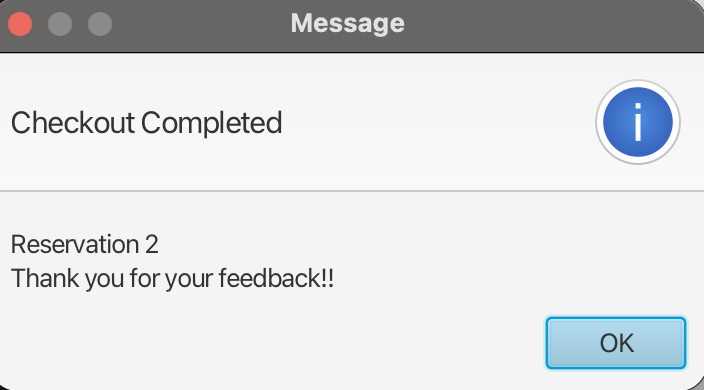 Message
Checkout Completed
i
Reservation 2
Thank you for your feedback!!
OK